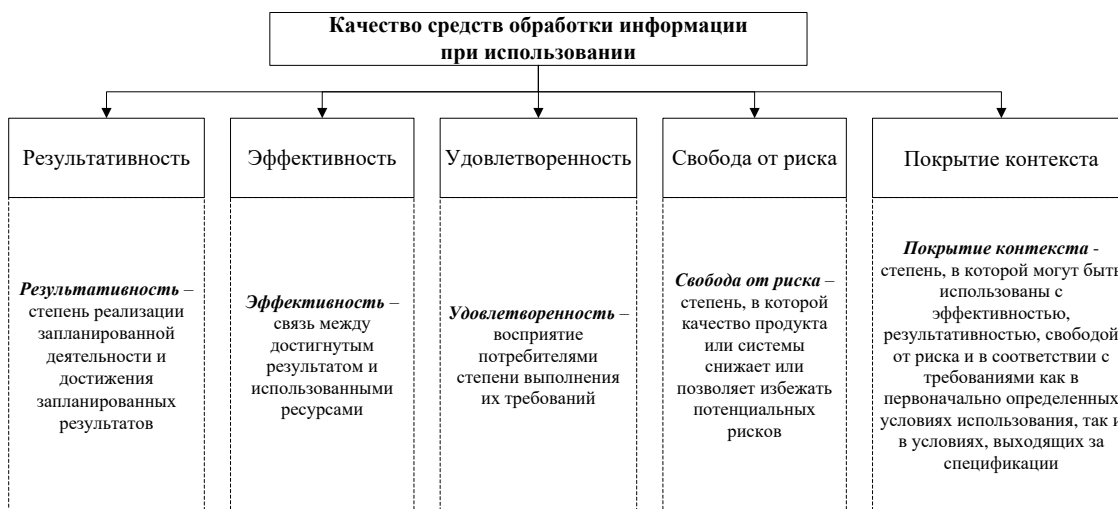 Качество средств обработки информации
при использовании
Результативность
Эффективность
Удовлетворенность
Свобода от риска
Покрытие контекста
Результативность –
степень реализации
запланированной
деятельности и
достижения
запланированных
результатов
Эффективность –
связь между
достигнутым
результатом и
использованными
ресурсами
Удовлетворенность –
восприятие
потребителями
степени выполнения
их требований
Свобода от риска –
степень, в которой
качество продукта
или системы
снижает или
позволяет избежать
потенциальных
рисков
Покрытие контекста -
степень, в которой могут быть
использованы с
эффективностью,
результативностью, свободой
от риска и в соответствии с
требованиями как в
первоначально определенных
условиях использования, так и
в условиях, выходящих за
спецификации